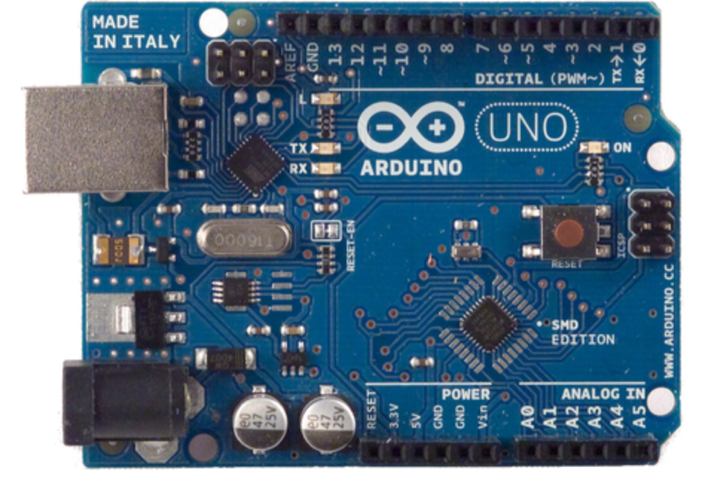 MADE
IN ITALY
AREF
GND
13
12
~11
~10
~9
8
7
~6
~5
4
~3
2
TX→1
RX←0
DIGITAL (PWM~)
L
TX
RX
ARDUINO
™
UNO
ON
T16000
RESET-EN
RESET
ICSP
SMD
EDITION
WWW.ARDUINO.CC
47
25V
47
25V
POWER
ANALOG IN
RESET
3.3V
5V
GND
GND
Vin
A0
A1
A2
A3
A4
A5